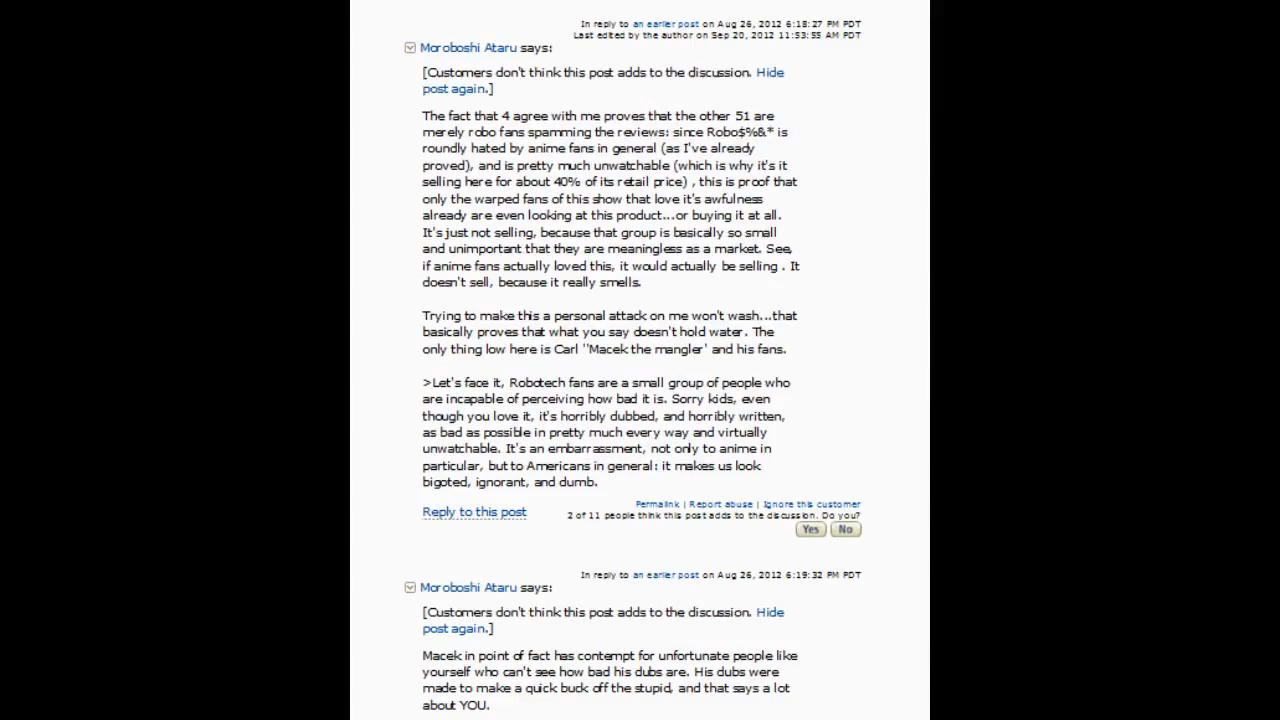 In reply to an earlier post on Aug 26, 2012 6:18:27 PM PDT
Last edited by the author on Sep 20, 2012 11:53:55 AM PDT
Moroboshi Ataru says:
[Customers don't think this post adds to the discussion. Hide
post again.]
The fact that 4 agree with me proves that the other 51 are
merely robo fans spamming the reviews: since Robo$%&* is
roundly hated by anime fans in general (as I've already
proved), and is pretty much unwatchable (which is why it's it
selling here for about 40% of its retail price) , this is proof that
only the warped fans of this show that love it's awfulness
already are even looking at this product...or buying it at all.
It's just not selling, because that group is basically so small
and unimportant that they are meaningless as a market. See,
if anime fans actually loved this, it would actually be selling . It
doesn't sell, because it really smells.
Trying to make this a personal attack on me won't wash...that
basically proves that what you say doesn't hold water. The
only thing low here is Carl ''Macek the mangler' and his fans.
>Let's face it, Robotech fans are a small group of people who
are incapable of perceiving how bad it is. Sorry kids, even
though you love it, it's horribly dubbed, and horribly written,
as bad as possible in pretty much every way and virtually
unwatchable. It's an embarrassment, not only to anime in
particular, but to Americans in general: it makes us look
bigoted, ignorant, and dumb.
Permalink | Report abuse | Ignore this customer
Reply to this post
2 of 11 people think this post adds to the discussion. Do you?
Yes No
In reply to an earlier post on Aug 26, 2012 6:19:32 PM PDT
Moroboshi Ataru says:
[Customers don't think this post adds to the discussion. Hide
post again.]
Macek in point of fact has contempt for unfortunate people like
yourself who can't see how bad his dubs are. His dubs were
made to make a quick buck off the stupid, and that says a lot
about YOU.